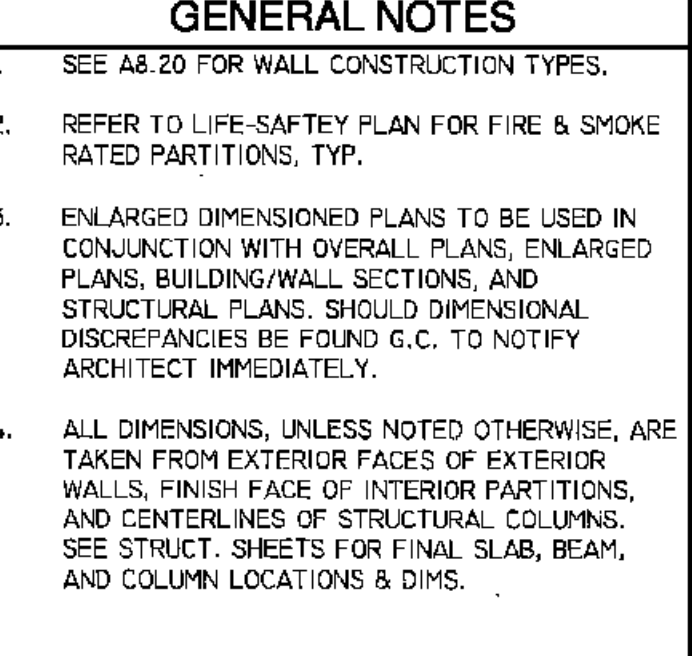 GENERAL NOTES
SEE A8.20 FOR WALL CONSTRUCTION TYPES.
2. REFER TO LIFE-SAFTEY PLAN FOR FIRE & SMOKE
RATED PARTITIONS, TYP.
3. ENLARGED DIMENSIONED PLANS TO BE USED IN
CONJUNCTION WITH OVERALL PLANS, ENLARGED
PLANS, BUILDING/WALL SECTIONS, AND
STRUCTURAL PLANS. SHOULD DIMENSIONAL
DISCREPANCIES BE FOUND G.C. TO NOTIFY
ARCHITECT IMMEDIATELY.
4. ALL DIMENSIONS, UNLESS NOTED OTHERWISE, ARE
TAKEN FROM EXTERIOR FACES OF EXTERIOR
WALLS, FINISH FACE OF INTERIOR PARTITIONS,
AND CENTERLINES OF STRUCTURAL COLUMNS.
SEE STRUCT. SHEETS FOR FINAL SLAB, BEAM,
AND COLUMN LOCATIONS & DIMS.